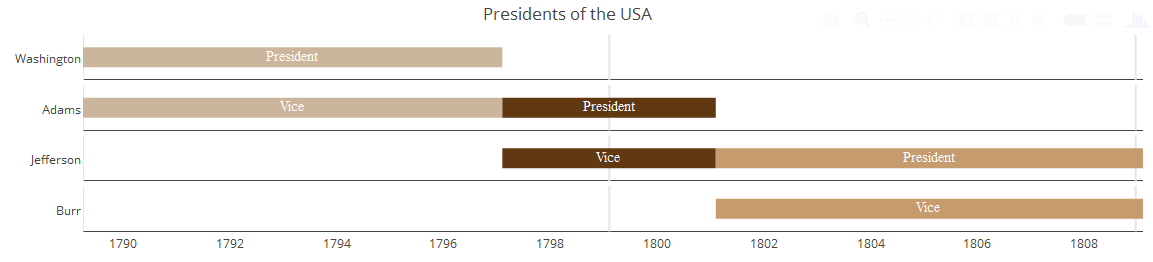 Presidents of the USA
Washington President
Adams Vice President
Jefferson Vice President
Burr Vice
1790 1792 1794 1796 1798 1800 1802 1804 1806 1808